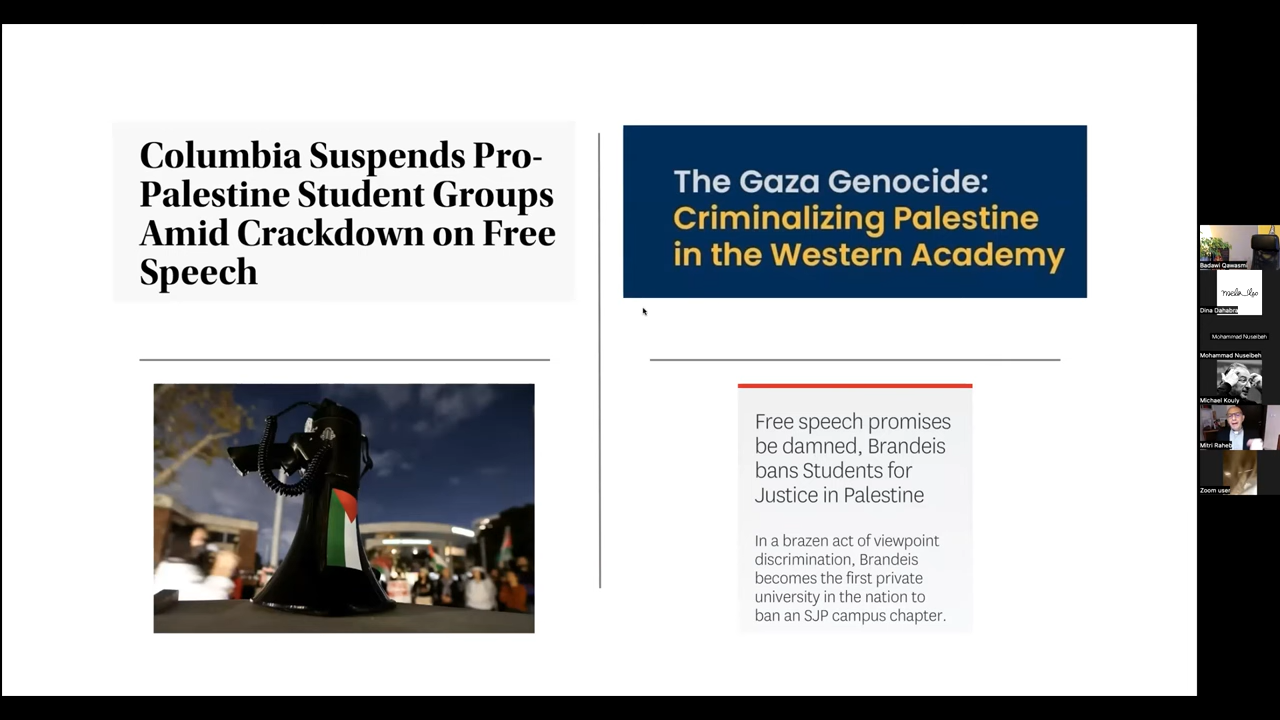 Columbia Suspends Pro-
Palestine Student Groups
Amid Crackdown on Free
Speech
The Gaza Genocide:
Criminalizing Palestine
in the Western Academy
Free speech promises
be damned, Brandeis
bans Students for
Justice in Palestine
In a brazen act of viewpoint
discrimination, Brandeis
becomes the first private
university in the nation to
ban an SJP campus chapter.
Badawi Qawasmi
Dina Dahabra
Mohammad Nuseibeh
Mohammad Nuseibeh
Michael Kouly
Mitri Raheb
Zoom user